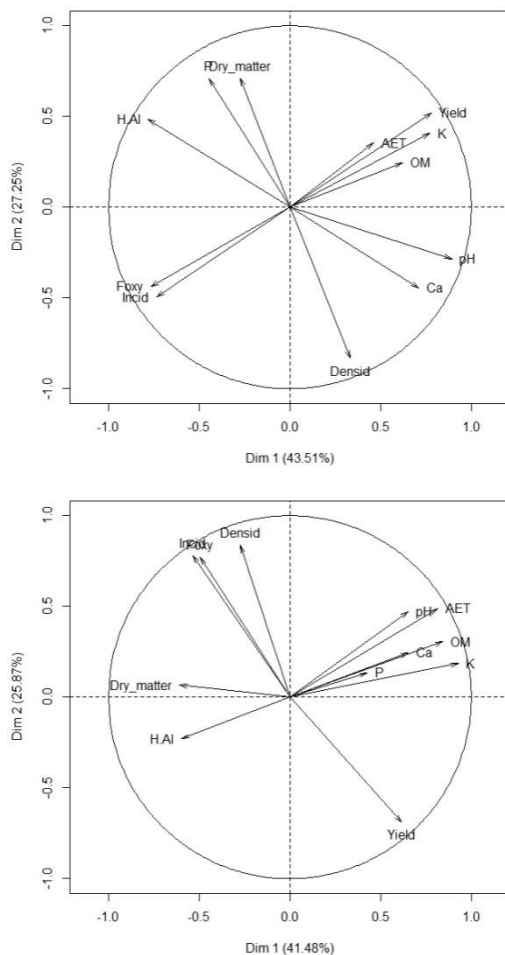 1.0
P Dry_matter
0.5
Yield
H.Al
K
AET
OM
Dim 2 (27.25%)
0.0
pH
Foxy
Ca
Incid
-0.5
Densid
-1.0
-1.0 -0.5 0.0 0.5 1.0
Dim 1 (43.51%)
1.0
Densid
Incid Foxy
0.5
pH AET
OM
Ca
K
P
Dim 2 (25.87%)
Dry_matter
0.0
H.Al
-0.5
Yield
-1.0
-1.0 -0.5 0.0 0.5 1.0
Dim 1 (41.48%)